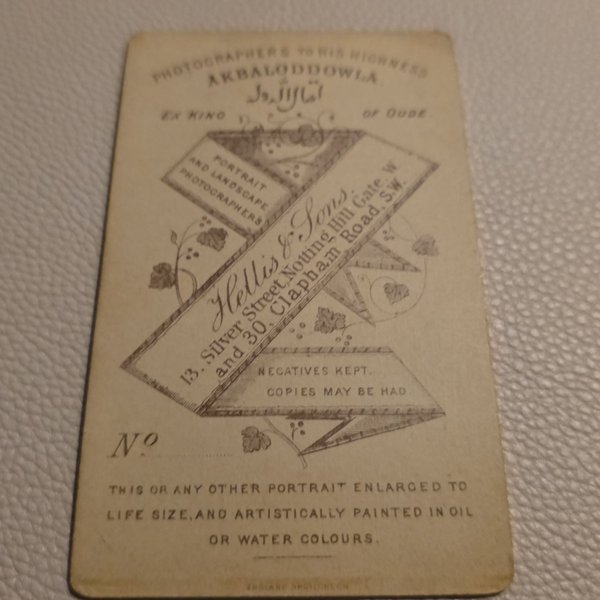 PHOTOGRAPHERS TO HIS HIGHNESS
AKBALODDOWLA
اقبال الدوله
EX KING OF OUDE.
PORTRAIT
AND LANDSCAPE
PHOTOGRAPHERS
Hellis & Sons
13, Silver Street, Notting Hill Gate, W
and 30, Clapham Road, S.W.
NEGATIVES KEPT.
COPIES MAY BE HAD
No
THIS OR ANY OTHER PORTRAIT ENLARGED TO
LIFE SIZE, AND ARTISTICALLY PAINTED IN OIL
OR WATER COLOURS.